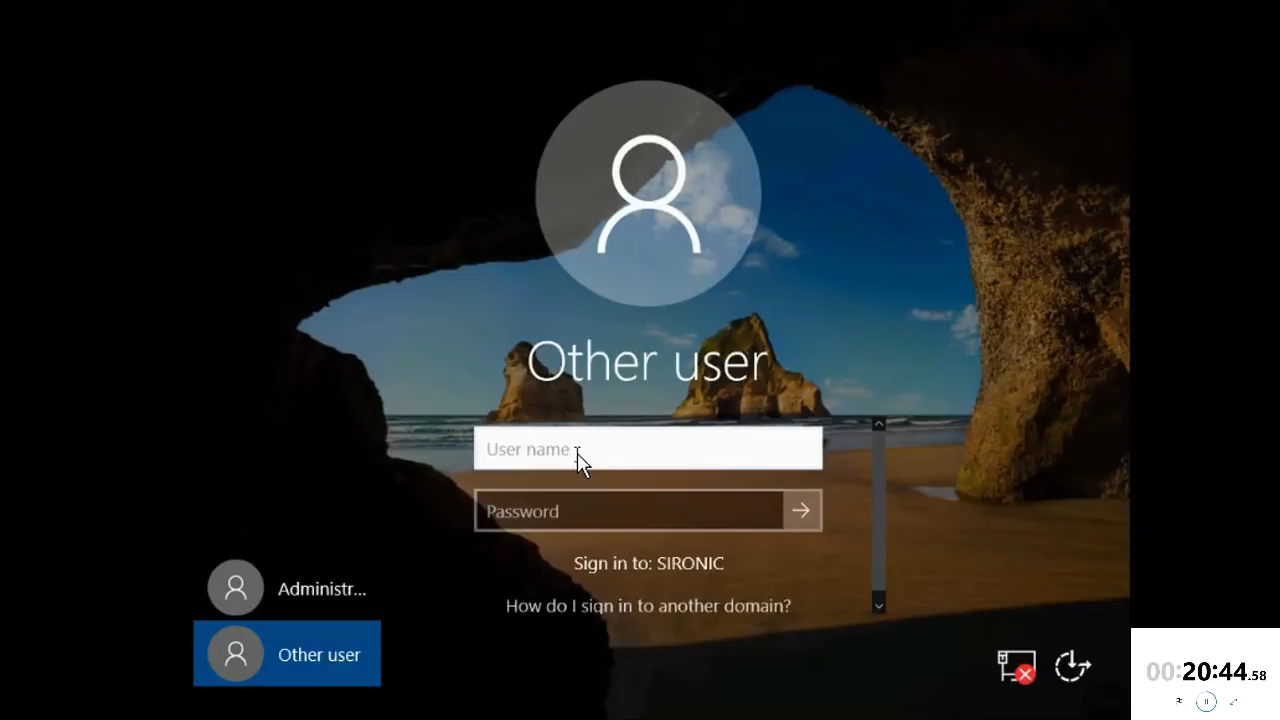 Other user
User name
Password
Sign in to: SIRONIC
How do I sign in to another domain?
Administr...
Other user
00:20:44.58